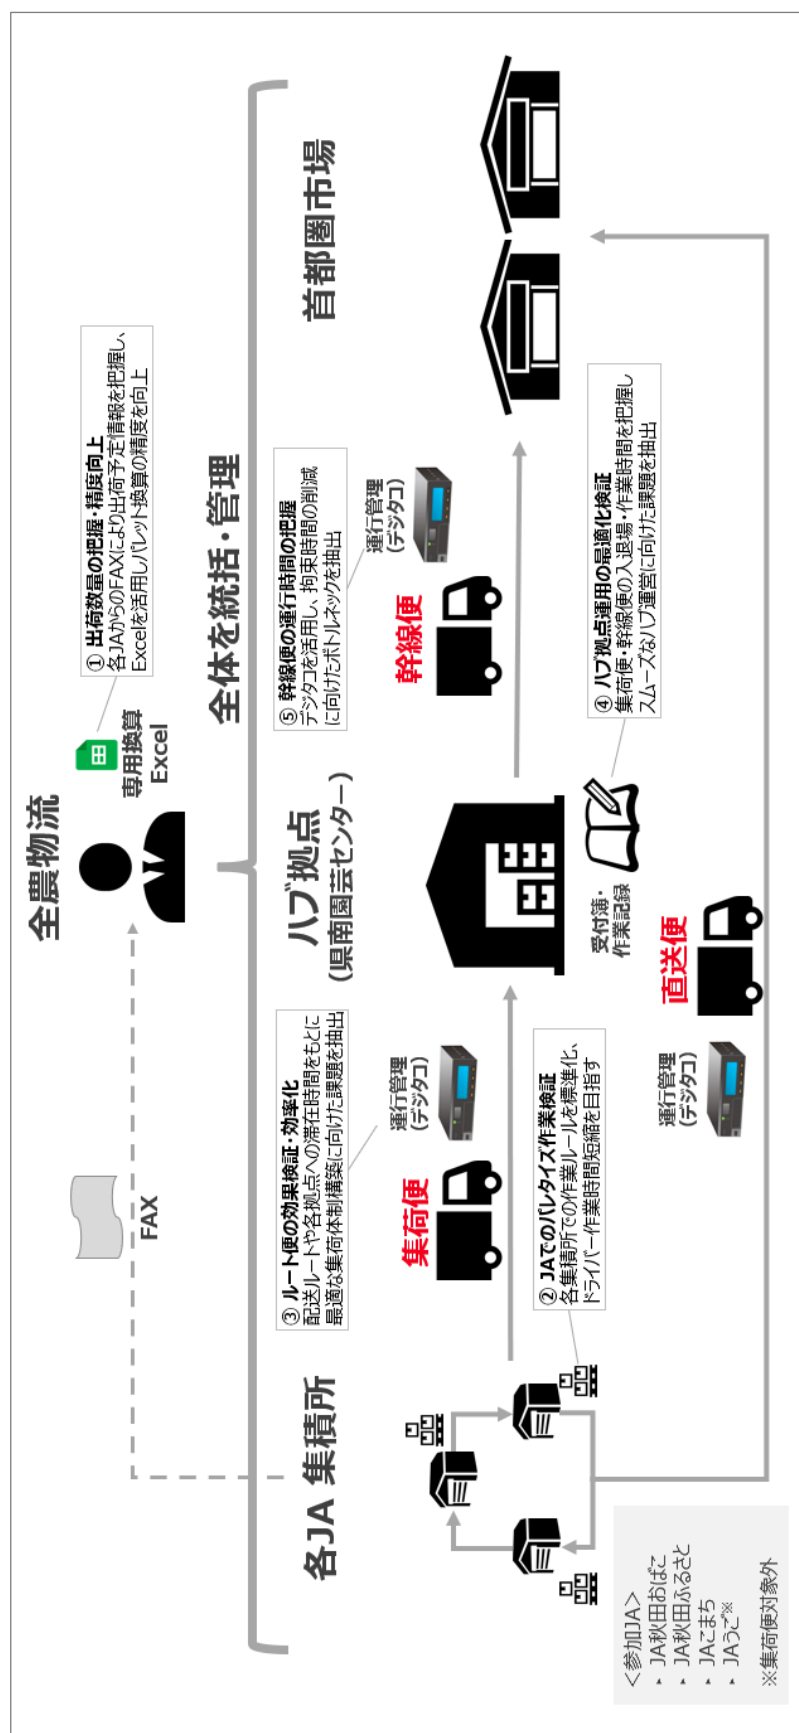 全農物流
FAX
専用換算
Excel
① 出荷数量の把握・精度向上
各JAからのFAXにより出荷予定情報を把握し、
Excelを活用しパレット換算の精度を向上
全体を統括・管理
各JA 集積所
ハブ拠点
(県南園芸センター)
首都圏市場
③ ルート便の効果検証・効率化
配送ルートや各拠点への滞在時間をもとに
最適な集荷体制構築に向けた課題を抽出
⑤ 幹線便の運行時間の把握
デジタコを活用し、拘束時間の削減
に向けたボトルネックを抽出
集荷便
運行管理
(デジタコ)
幹線便
運行管理
(デジタコ)
② JAでのパレタイズ作業検証
各集積所での作業ルールを標準化、
ドライバー作業時間短縮を目指す
受付簿・
作業記録
④ ハブ拠点運用の最適化検証
集荷便・幹線便の入退場・作業時間を把握し
スムーズなハブ運営に向けた課題を抽出
運行管理
(デジタコ)
直送便
<参加JA>
・ JA秋田おばこ
・ JA秋田ふるさと
・ JAこまち
・ JAうご※
※集荷便対象外